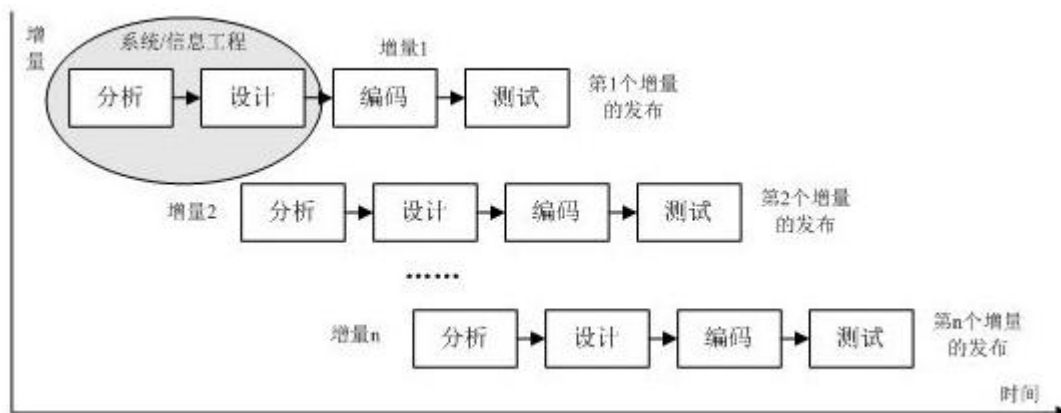 增
量
系统/信息工程
增量1
分析
设计
编码
测试
第1个增量
的发布
增量2
分析
设计
编码
测试
第2个增量
的发布
……
增量n
分析
设计
编码
测试
第n个增量
的发布
时间